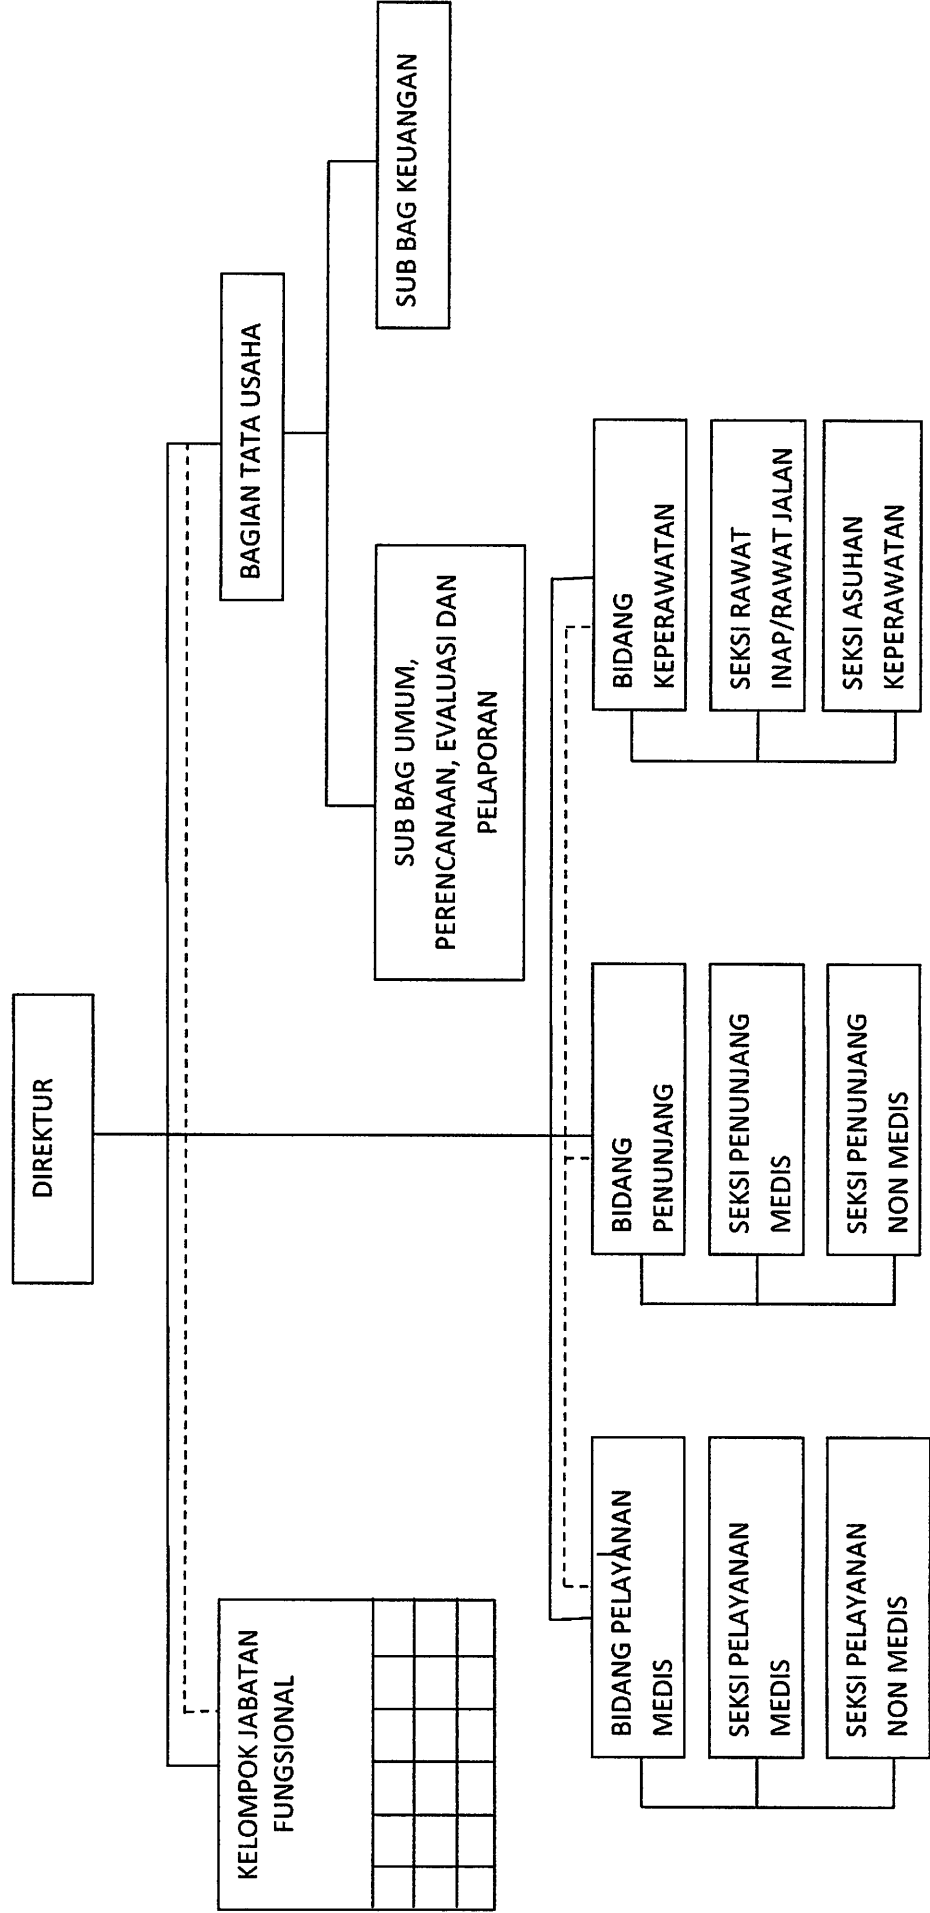 DIREKTUR
KELOMPOK JABATAN
FUNGSIONAL
BAGIAN TATA USAHA
SUB BAG UMUM,
PERENCANAAN, EVALUASI DAN
PELAPORAN
SUB BAG KEUANGAN
BIDANG PELAYANAN
MEDIS
SEKSI PELAYANAN
MEDIS
SEKSI PELAYANAN
NON MEDIS
BIDANG
PENUNJANG
SEKSI PENUNJANG
MEDIS
SEKSI PENUNJANG
NON MEDIS
BIDANG
KEPERAWATAN
SEKSI RAWAT
INAP/RAWAT JALAN
SEKSI ASUHAN
KEPERAWATAN